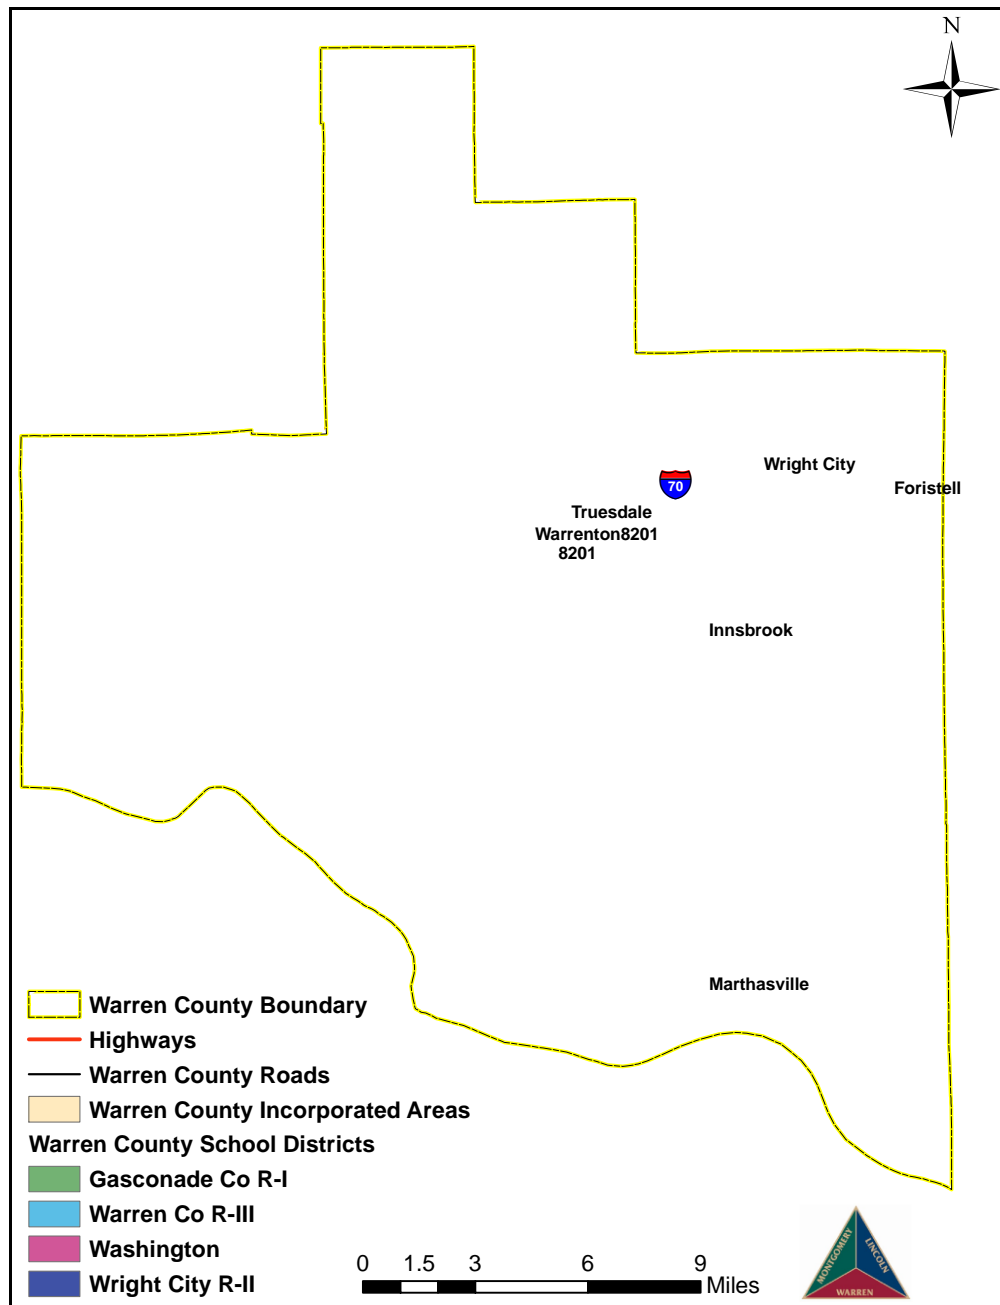 N
Wright City
70
Foristell
Truesdale
Warrenton8201
8201
Innsbrook
Marthasville
Warren County Boundary
Highways
Warren County Roads
Warren County Incorporated Areas
Warren County School Districts
Gasconade Co R-I
Warren Co R-III
Washington
Wright City R-II
0 1.5 3 6 9
Miles
MONTGOMERY
LINCOLN
WARREN